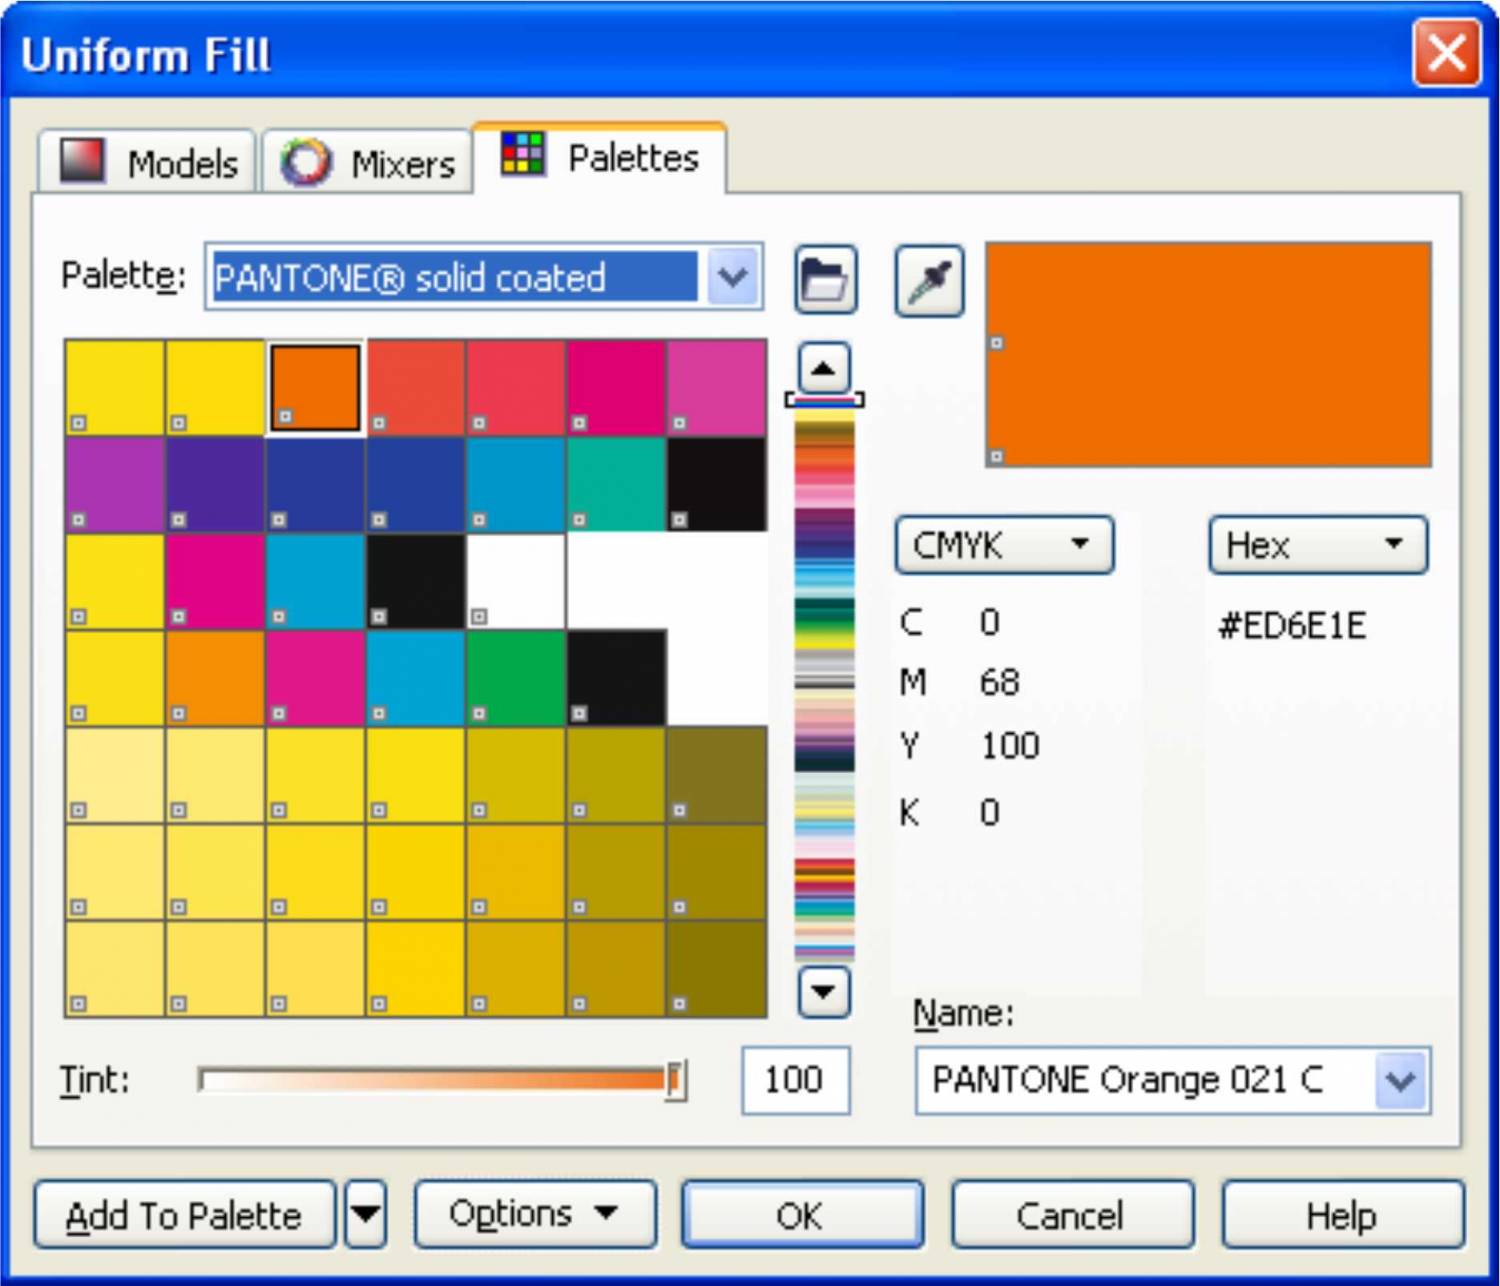 Uniform Fill
Models Mixers Palettes
Palette: PANTONE® solid coated
CMYK Hex
C 0 #ED6E1E
M 68
Y 100
K 0
Name:
Tint: 100 PANTONE Orange 021 C
Add To Palette Options OK Cancel Help